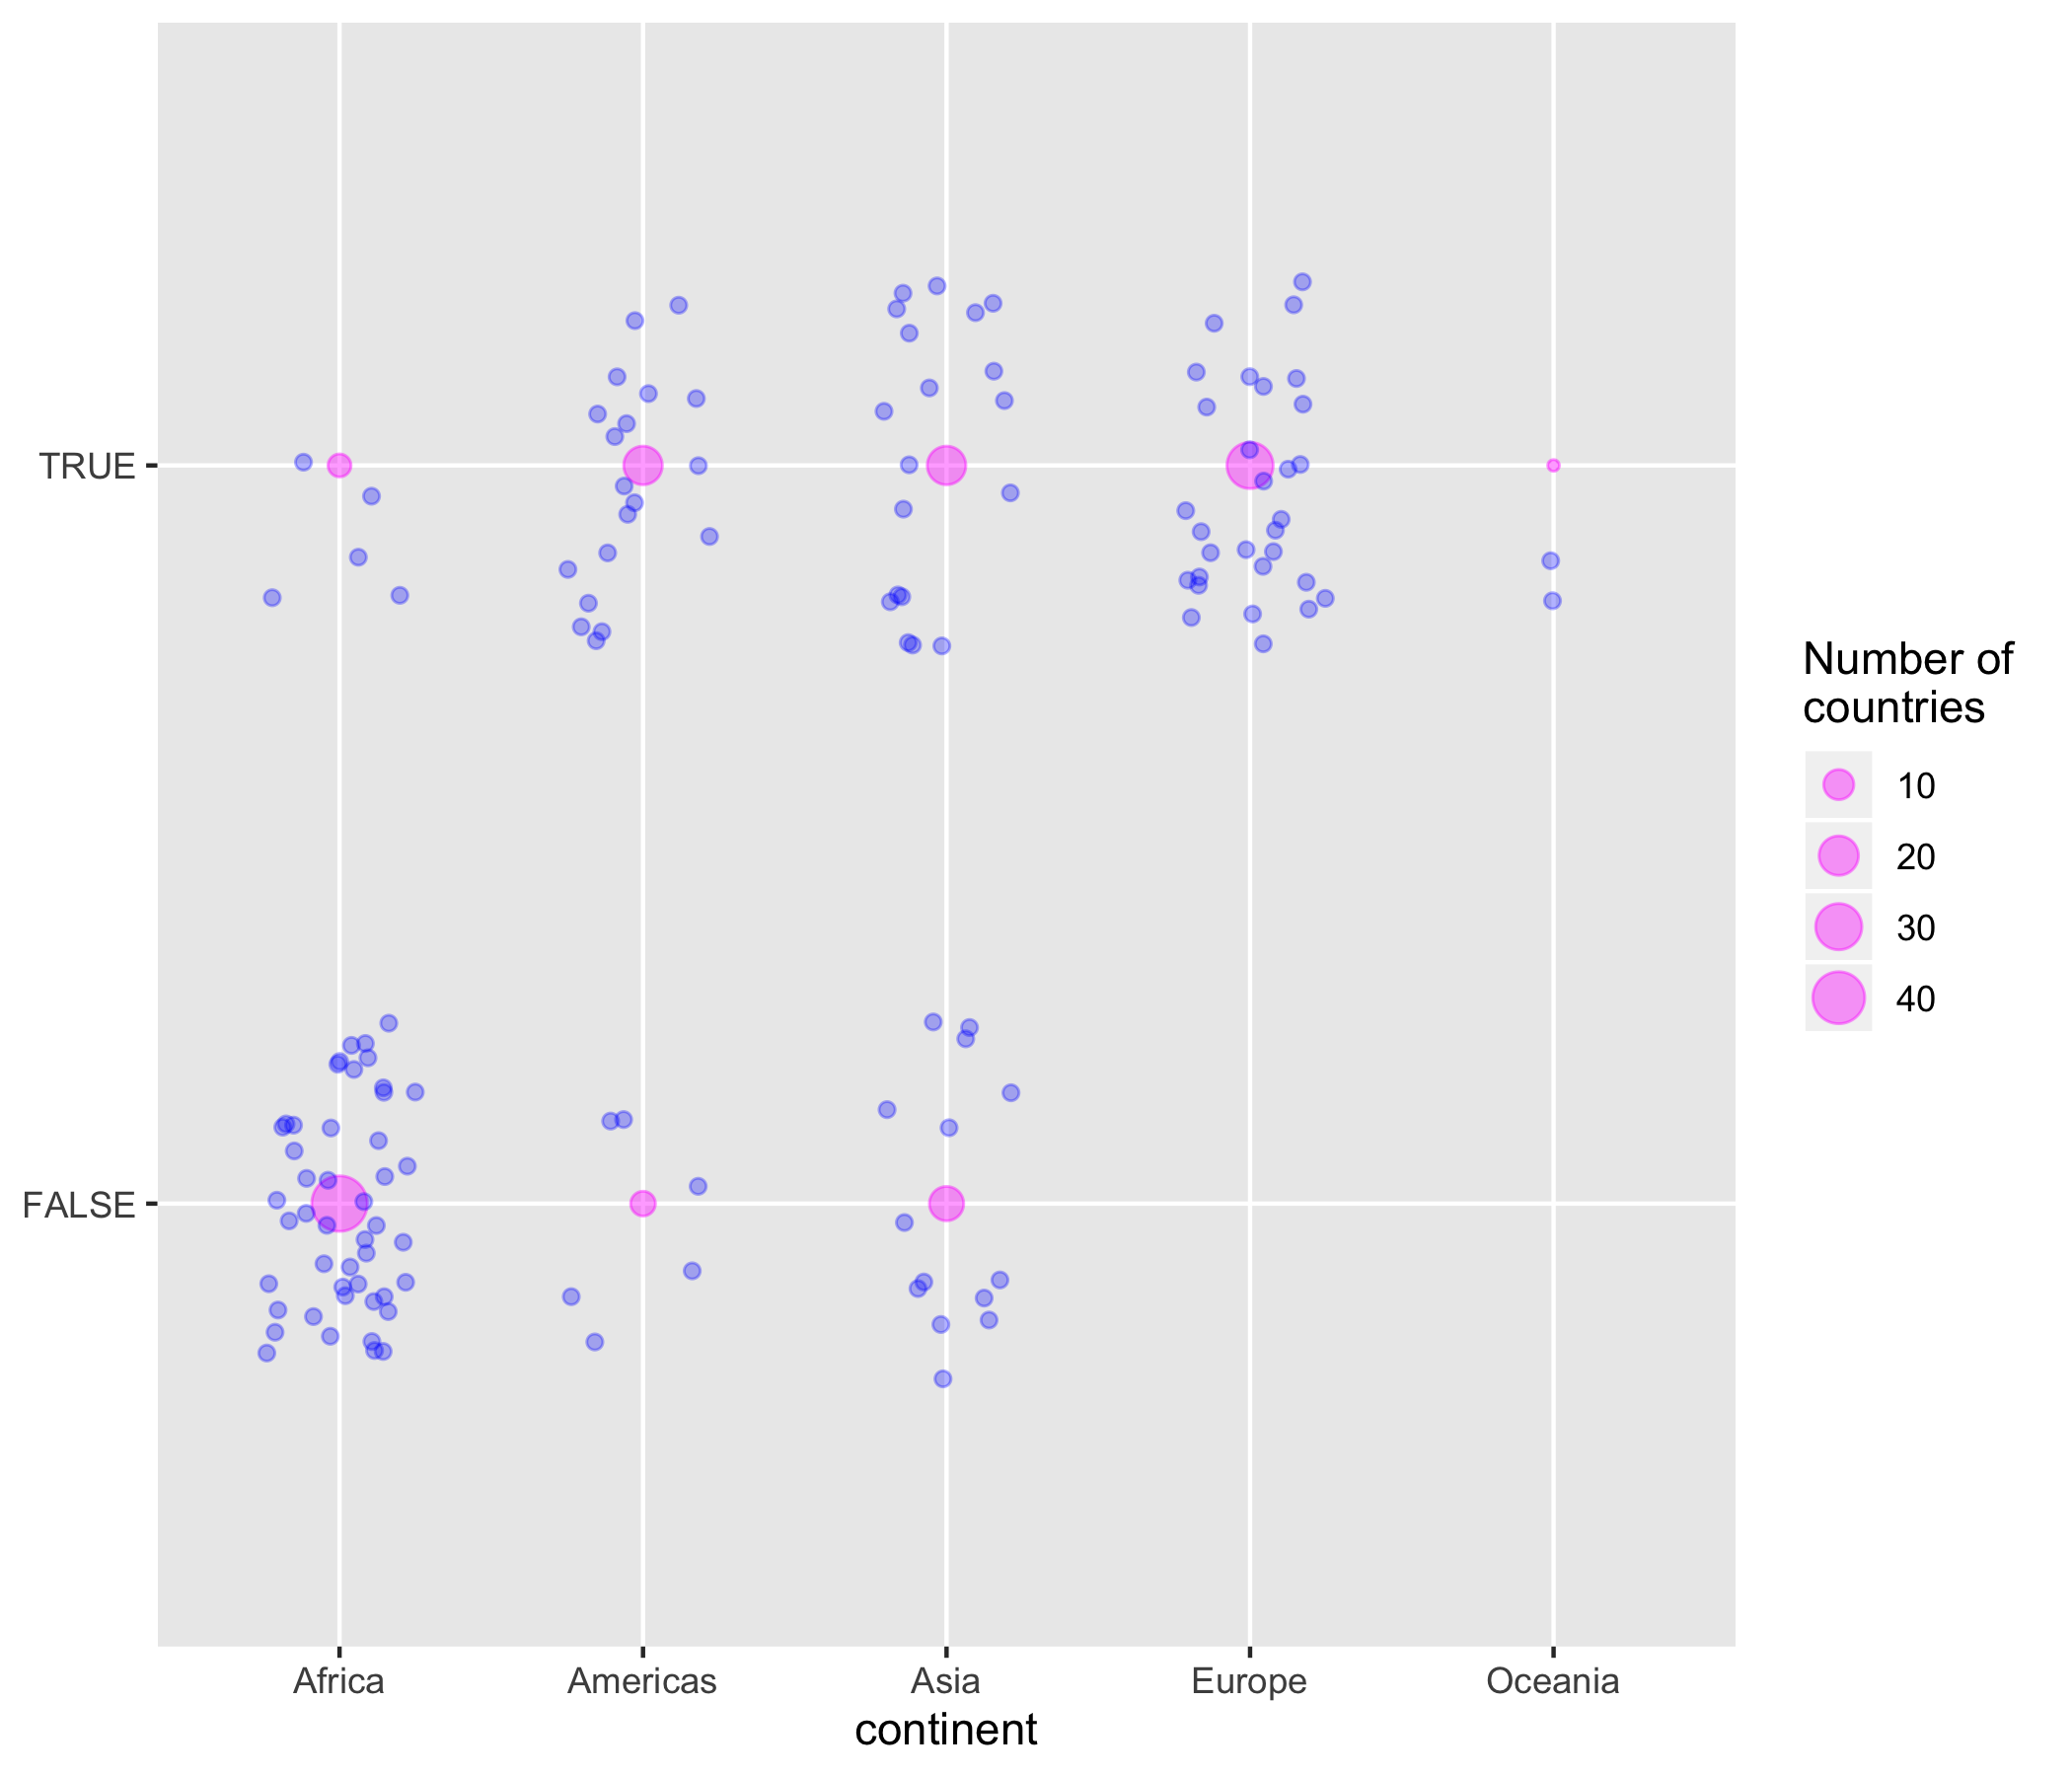 TRUE
FALSE
Africa
Americas
Asia
Europe
Oceania
continent
Number of
countries
10
20
30
40